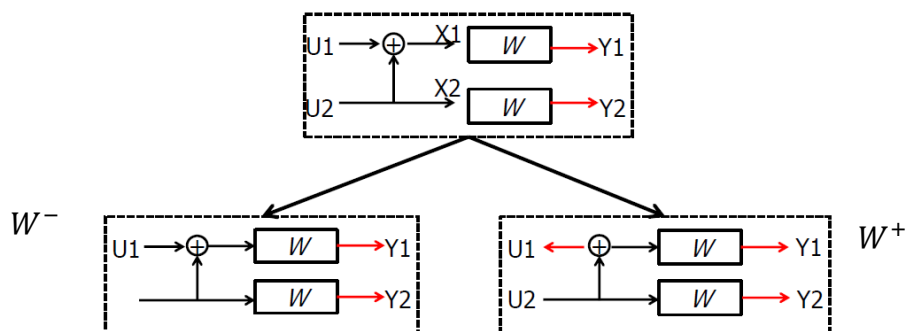 U1 ⊕ X1 W Y1
U2 X2 W Y2
W⁻ W⁺
U1 ⊕ W Y1 U1 ⊕ W Y1
W Y2 U2 W Y2